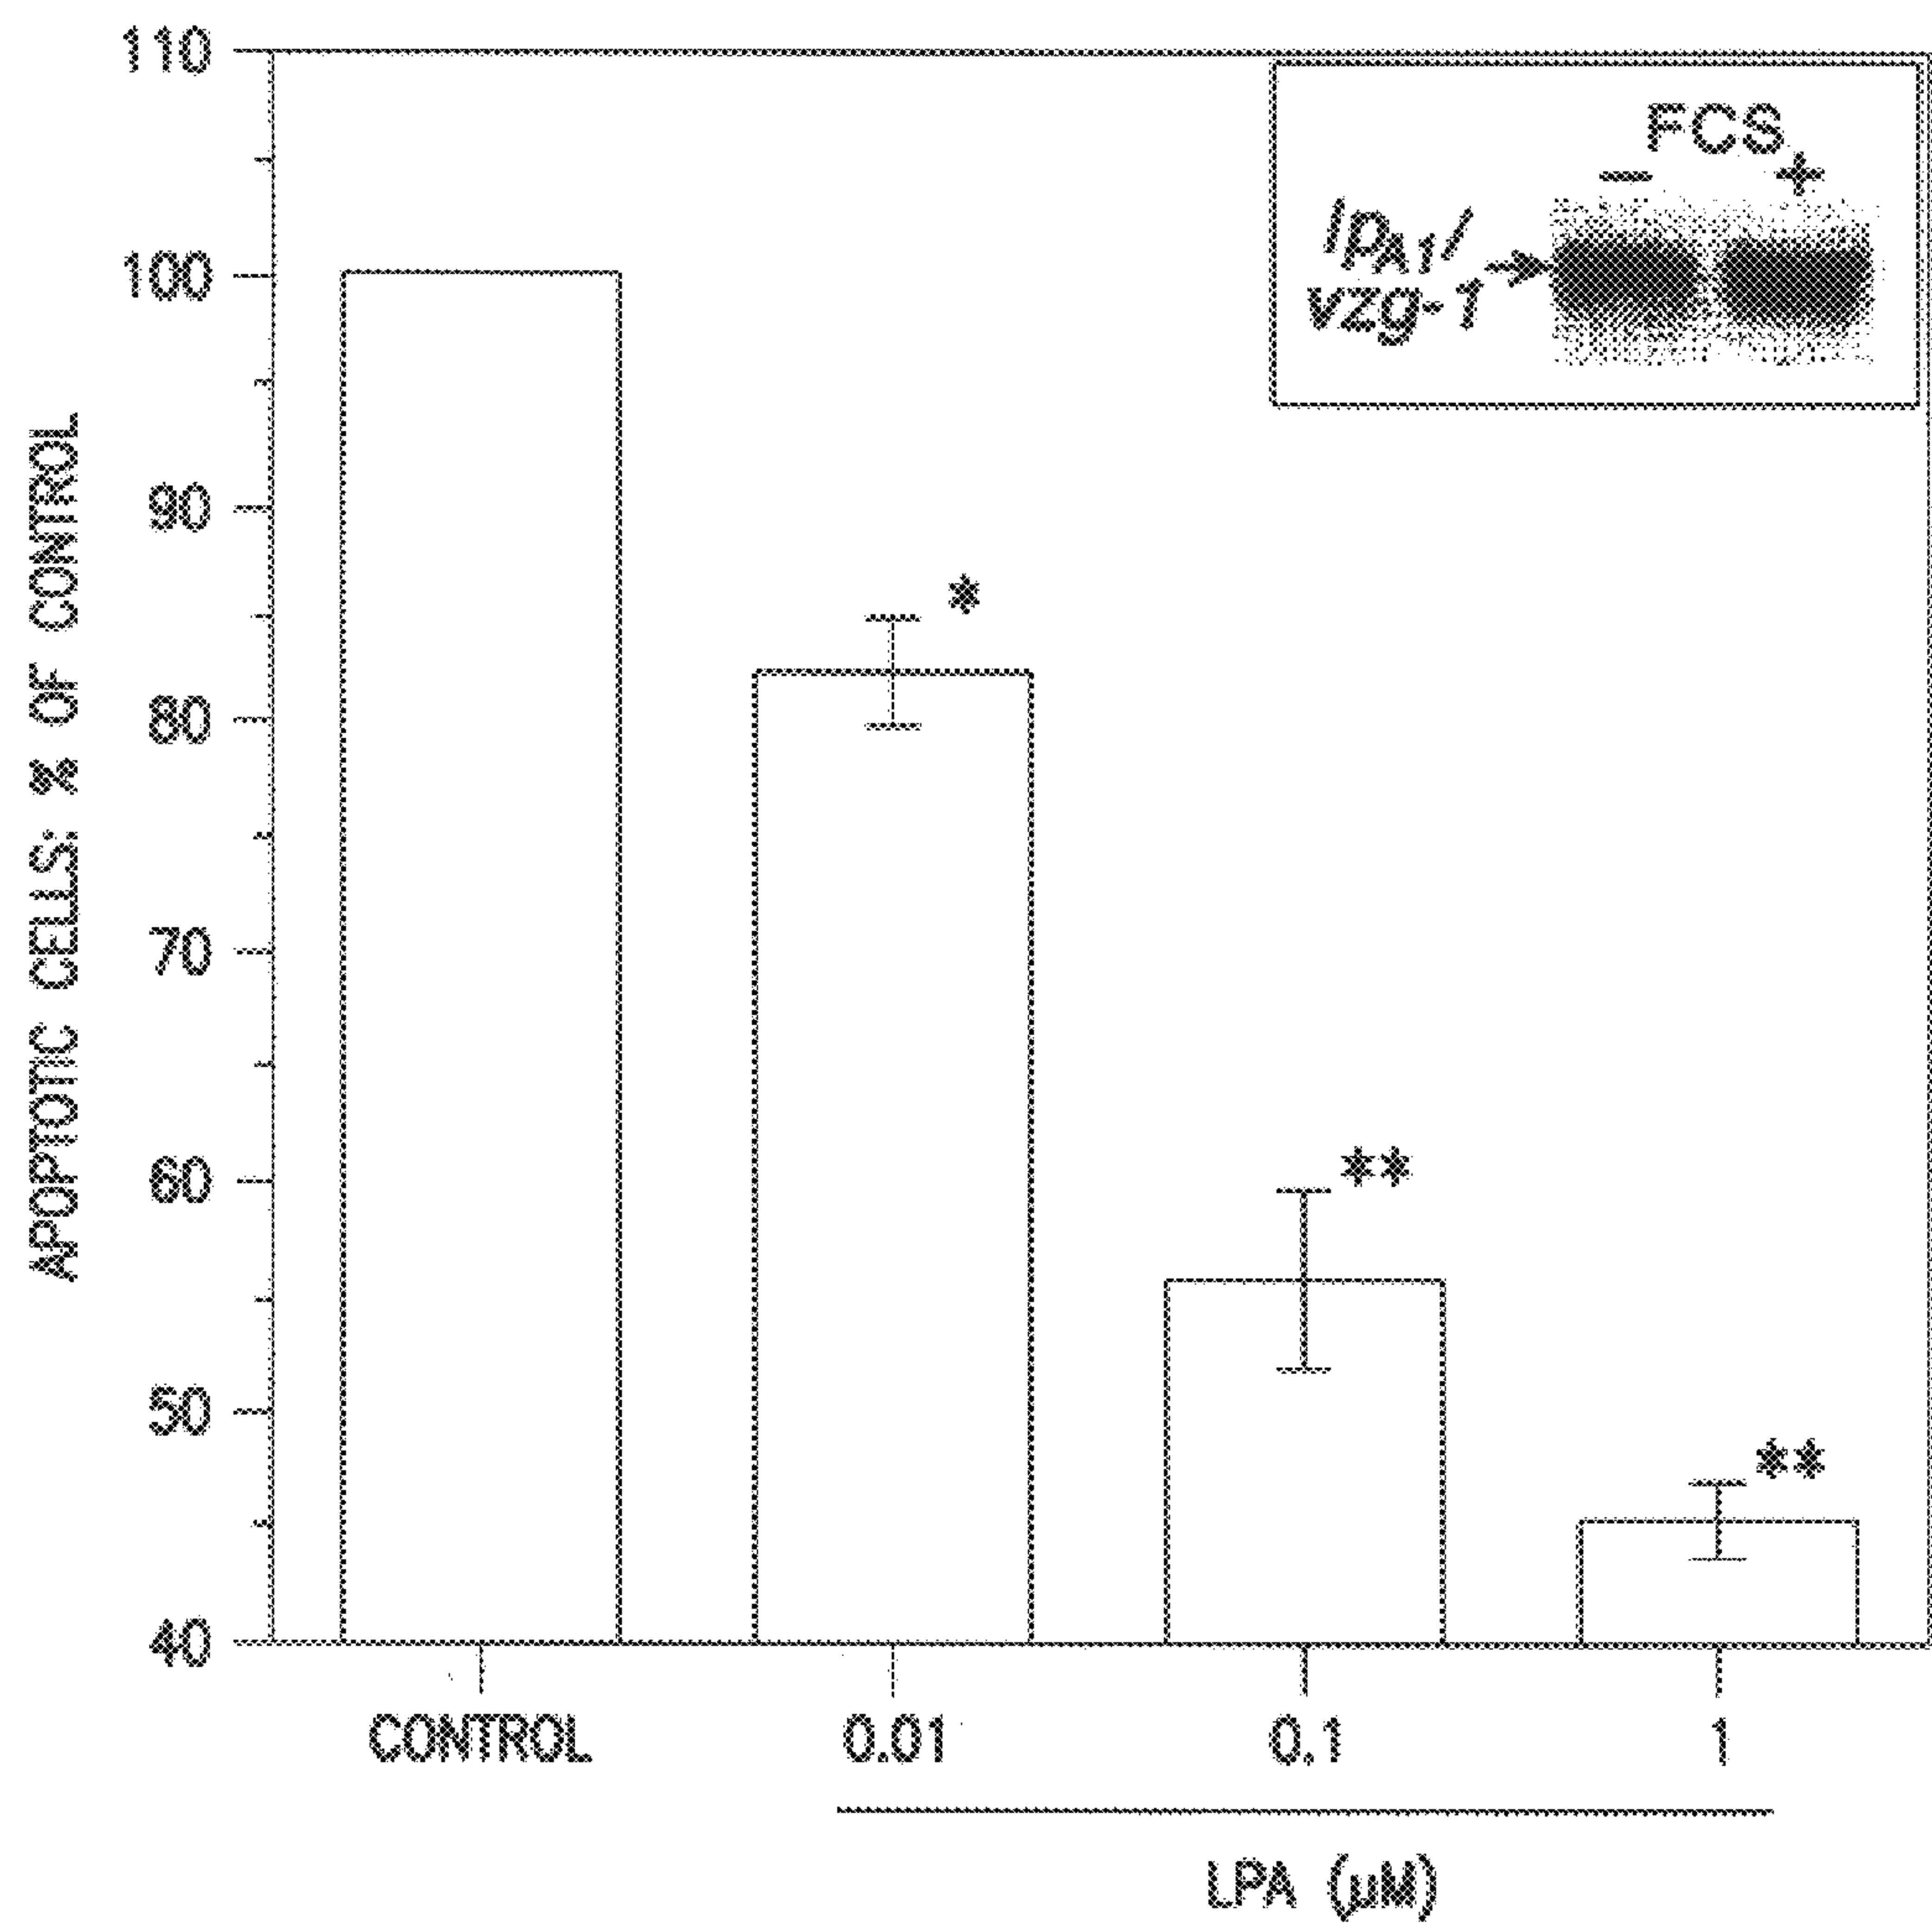 110
100
90
80
70
60
50
40
APOPTOTIC CELLS: % OF CONTROL
FCS
− +
lpA1/
vzg-1
*
**
**
CONTROL 0.01 0.1 1
LPA (µM)